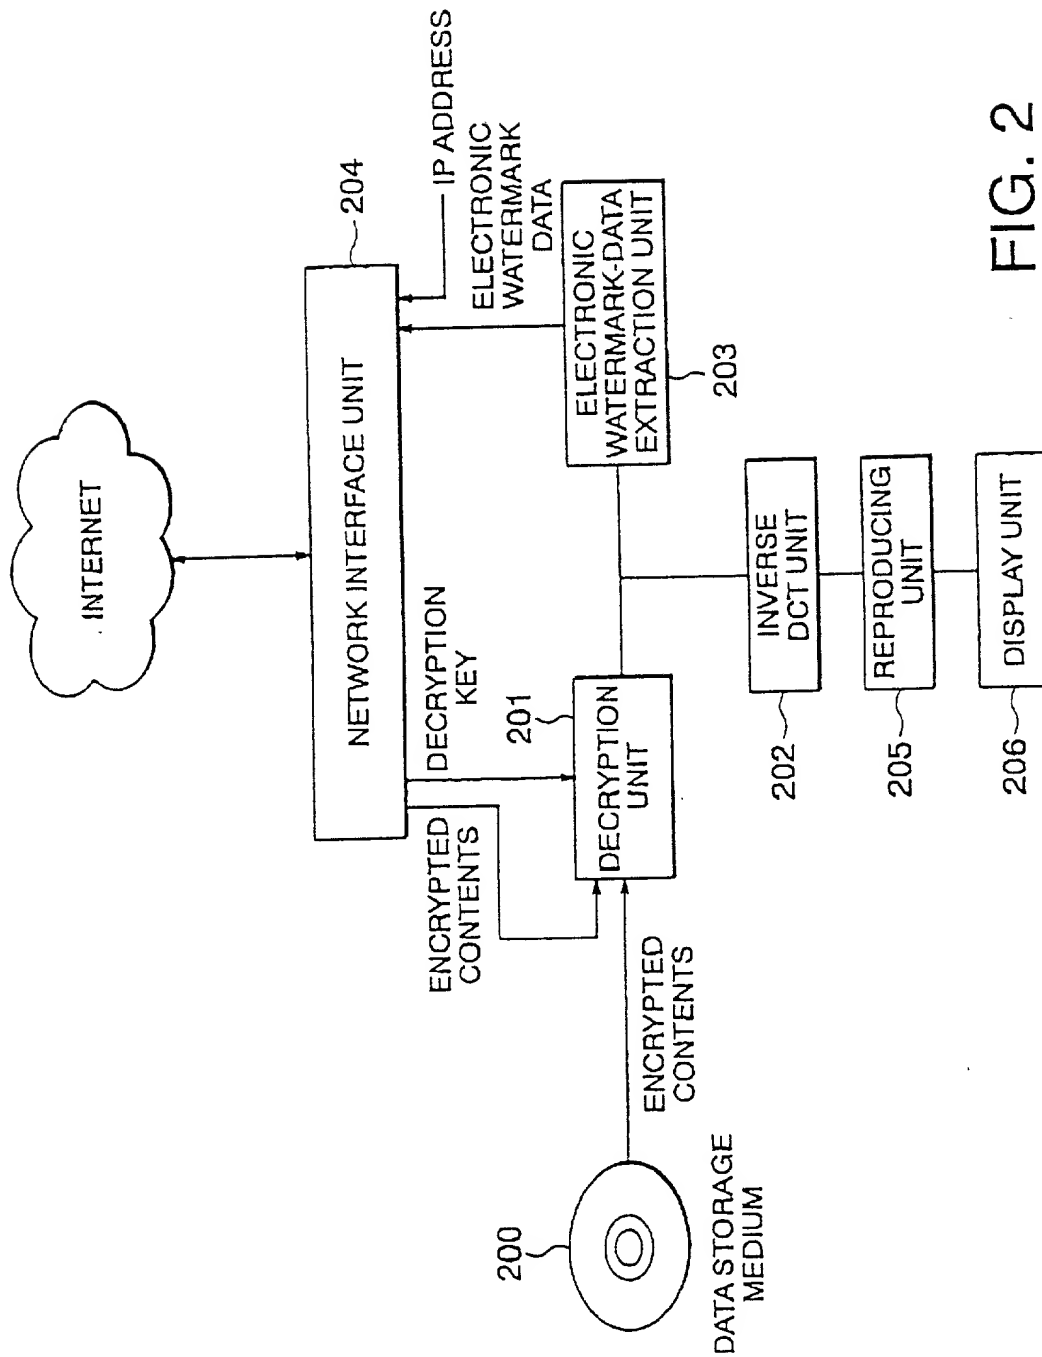 INTERNET
NETWORK INTERFACE UNIT
204
IP ADDRESS
ELECTRONIC
WATERMARK
DATA
ENCRYPTED
CONTENTS
DECRYPTION
KEY
201
DECRYPTION
UNIT
ELECTRONIC
WATERMARK-DATA
EXTRACTION UNIT
203
200
DATA STORAGE
MEDIUM
ENCRYPTED
CONTENTS
202
INVERSE
DCT UNIT
205
REPRODUCING
UNIT
206
DISPLAY UNIT
FIG. 2